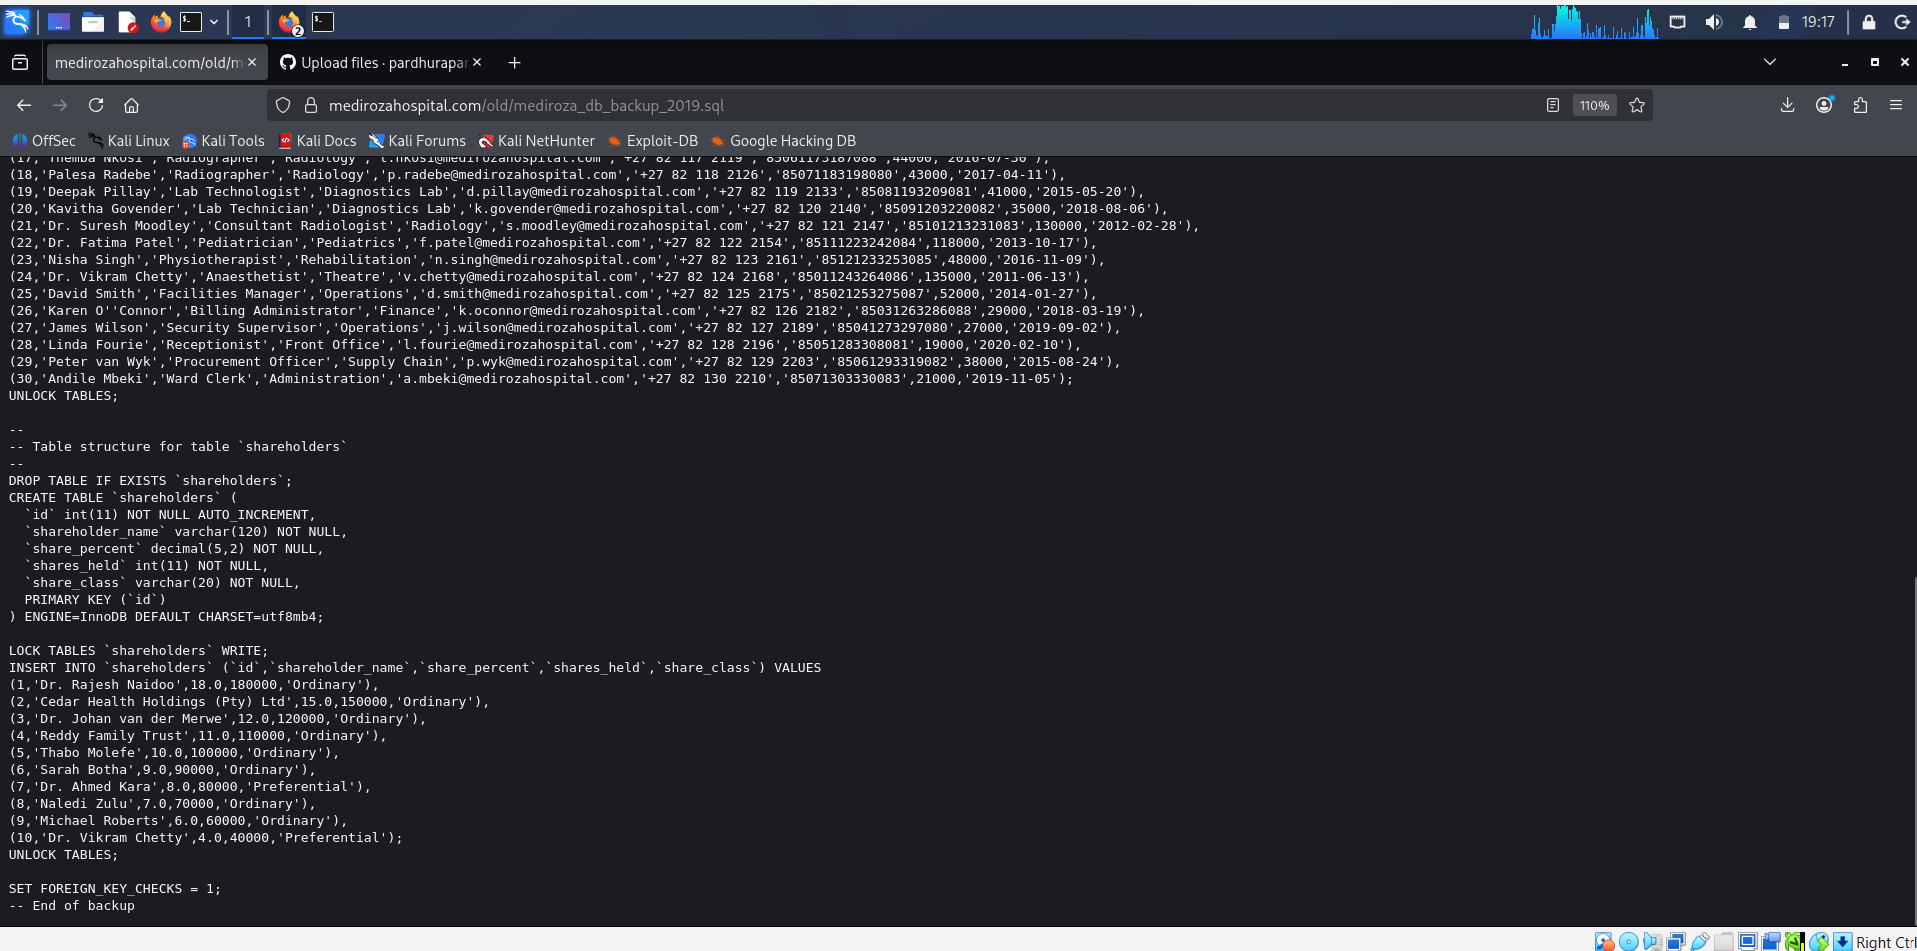 1
2
19:17
medirozahospital.com/old/m
Upload files · pardhurapar
medirozahospital.com/old/mediroza_db_backup_2019.sql
110%
OffSec Kali Linux Kali Tools Kali Docs Kali Forums Kali NetHunter Exploit-DB Google Hacking DB
(17,'Themba Nkosi','Radiographer','Radiology','t.nkosi@medirozahospital.com','+27 82 117 2119','85061173187088',44000,'2016-07-30'),
(18,'Palesa Radebe','Radiographer','Radiology','p.radebe@medirozahospital.com','+27 82 118 2126','85071183198080',43000,'2017-04-11'),
(19,'Deepak Pillay','Lab Technologist','Diagnostics Lab','d.pillay@medirozahospital.com','+27 82 119 2133','85081193209081',41000,'2015-05-20'),
(20,'Kavitha Govender','Lab Technician','Diagnostics Lab','k.govender@medirozahospital.com','+27 82 120 2140','85091203220082',35000,'2018-08-06'),
(21,'Dr. Suresh Moodley','Consultant Radiologist','Radiology','s.moodley@medirozahospital.com','+27 82 121 2147','85101213231083',130000,'2012-02-28'),
(22,'Dr. Fatima Patel','Pediatrician','Pediatrics','f.patel@medirozahospital.com','+27 82 122 2154','85111223242084',118000,'2013-10-17'),
(23,'Nisha Singh','Physiotherapist','Rehabilitation','n.singh@medirozahospital.com','+27 82 123 2161','85121233253085',48000,'2016-11-09'),
(24,'Dr. Vikram Chetty','Anaesthetist','Theatre','v.chetty@medirozahospital.com','+27 82 124 2168','85011243264086',135000,'2011-06-13'),
(25,'David Smith','Facilities Manager','Operations','d.smith@medirozahospital.com','+27 82 125 2175','85021253275087',52000,'2014-01-27'),
(26,'Karen O''Connor','Billing Administrator','Finance','k.oconnor@medirozahospital.com','+27 82 126 2182','85031263286088',29000,'2018-03-19'),
(27,'James Wilson','Security Supervisor','Operations','j.wilson@medirozahospital.com','+27 82 127 2189','85041273297080',27000,'2019-09-02'),
(28,'Linda Fourie','Receptionist','Front Office','l.fourie@medirozahospital.com','+27 82 128 2196','85051283308081',19000,'2020-02-10'),
(29,'Peter van Wyk','Procurement Officer','Supply Chain','p.wyk@medirozahospital.com','+27 82 129 2203','85061293319082',38000,'2015-08-24'),
(30,'Andile Mbeki','Ward Clerk','Administration','a.mbeki@medirozahospital.com','+27 82 130 2210','85071303330083',21000,'2019-11-05');
UNLOCK TABLES;
--
-- Table structure for table `shareholders`
--
DROP TABLE IF EXISTS `shareholders`;
CREATE TABLE `shareholders` (
`id` int(11) NOT NULL AUTO_INCREMENT,
`shareholder_name` varchar(120) NOT NULL,
`share_percent` decimal(5,2) NOT NULL,
`shares_held` int(11) NOT NULL,
`share_class` varchar(20) NOT NULL,
PRIMARY KEY (`id`)
) ENGINE=InnoDB DEFAULT CHARSET=utf8mb4;
LOCK TABLES `shareholders` WRITE;
INSERT INTO `shareholders` (`id`,`shareholder_name`,`share_percent`,`shares_held`,`share_class`) VALUES
(1,'Dr. Rajesh Naidoo',18.0,180000,'Ordinary'),
(2,'Cedar Health Holdings (Pty) Ltd',15.0,150000,'Ordinary'),
(3,'Dr. Johan van der Merwe',12.0,120000,'Ordinary'),
(4,'Reddy Family Trust',11.0,110000,'Ordinary'),
(5,'Thabo Molefe',10.0,100000,'Ordinary'),
(6,'Sarah Botha',9.0,90000,'Ordinary'),
(7,'Dr. Ahmed Kara',8.0,80000,'Preferential'),
(8,'Naledi Zulu',7.0,70000,'Ordinary'),
(9,'Michael Roberts',6.0,60000,'Ordinary'),
(10,'Dr. Vikram Chetty',4.0,40000,'Preferential');
UNLOCK TABLES;
SET FOREIGN_KEY_CHECKS = 1;
-- End of backup
Right Ctrl